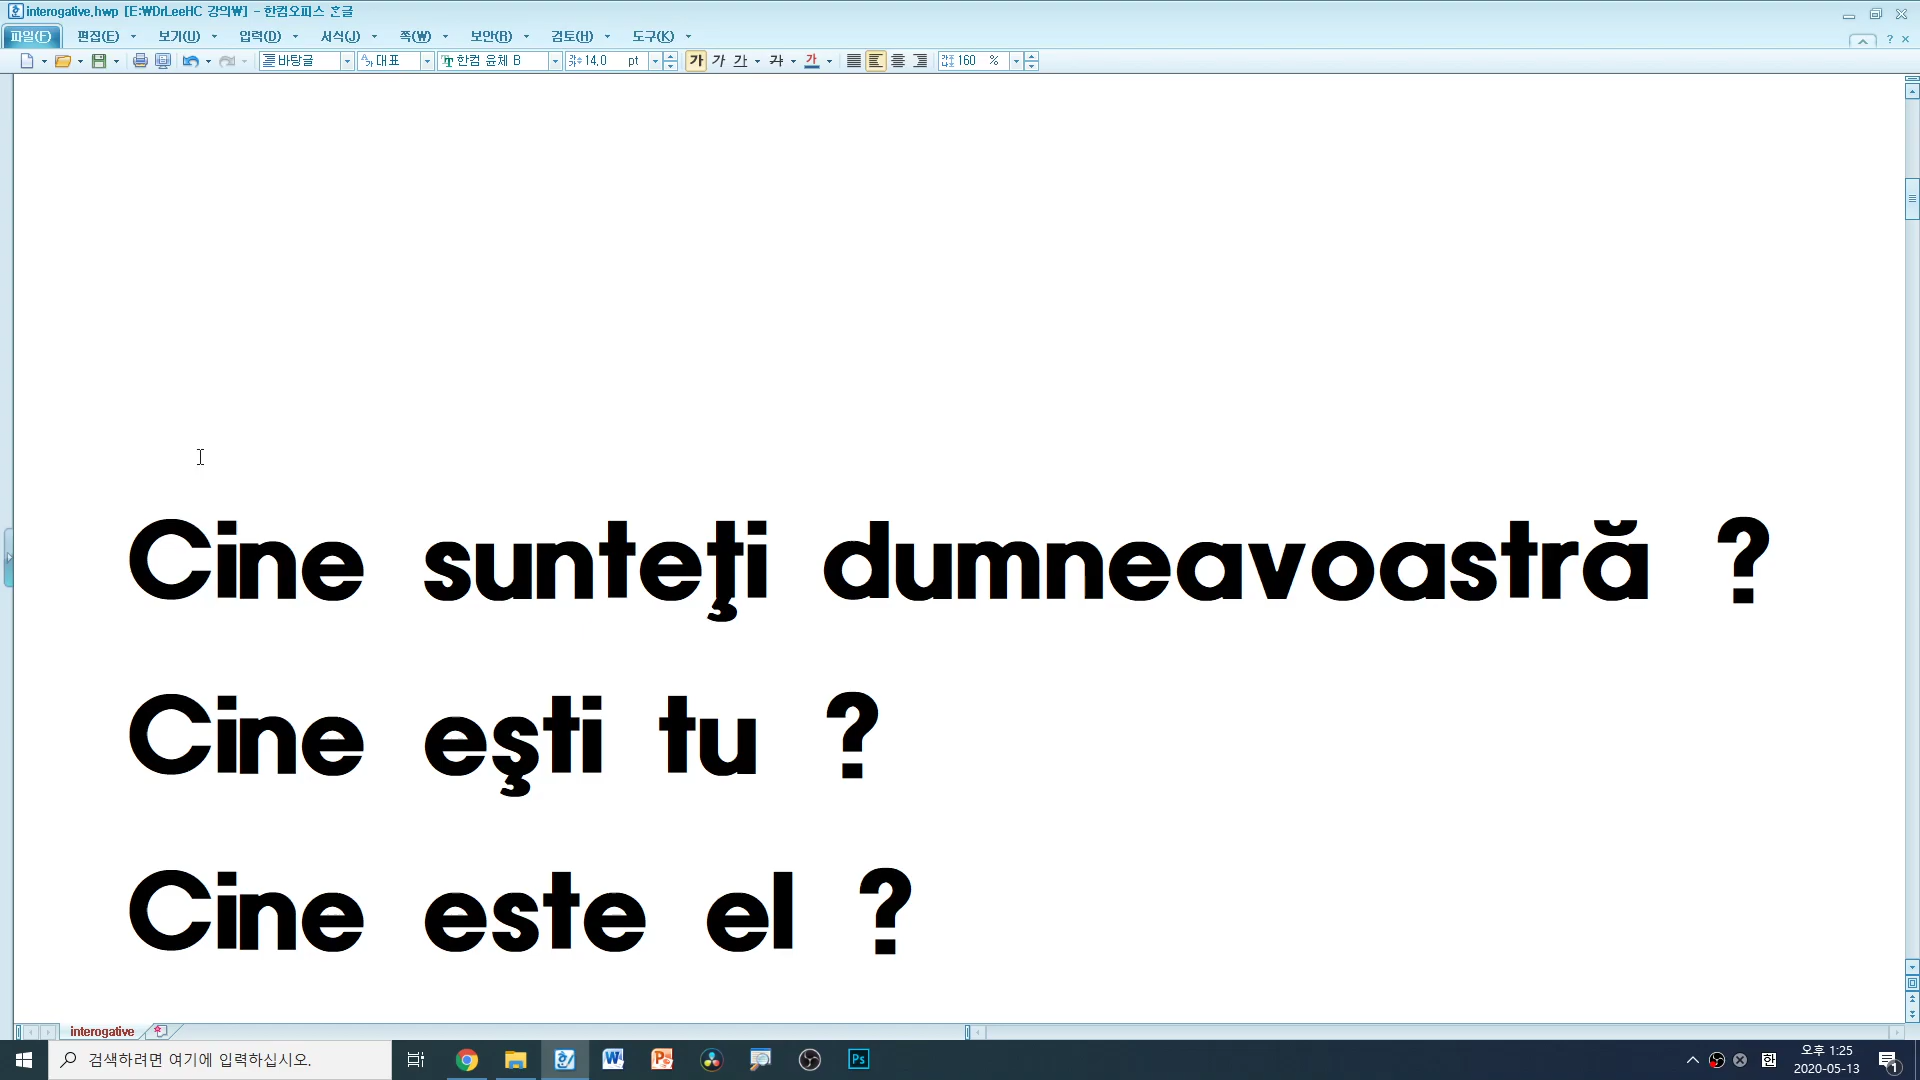 interogative.hwp [E:\DrLeeHC 강의\] - 한컴오피스 한글
파일(F) 편집(E) 보기(U) 입력(D) 서식(J) 쪽(W) 보안(R) 검토(H) 도구(K)
바탕글 대표 한컴 윤체 B 14.0 pt 가 가 가 가 가 160 %
Cine sunteţi dumneavoastră ?
Cine eşti tu ?
Cine este el ?
interogative
검색하려면 여기에 입력하십시오.
한 오후 1:25
2020-05-13
1